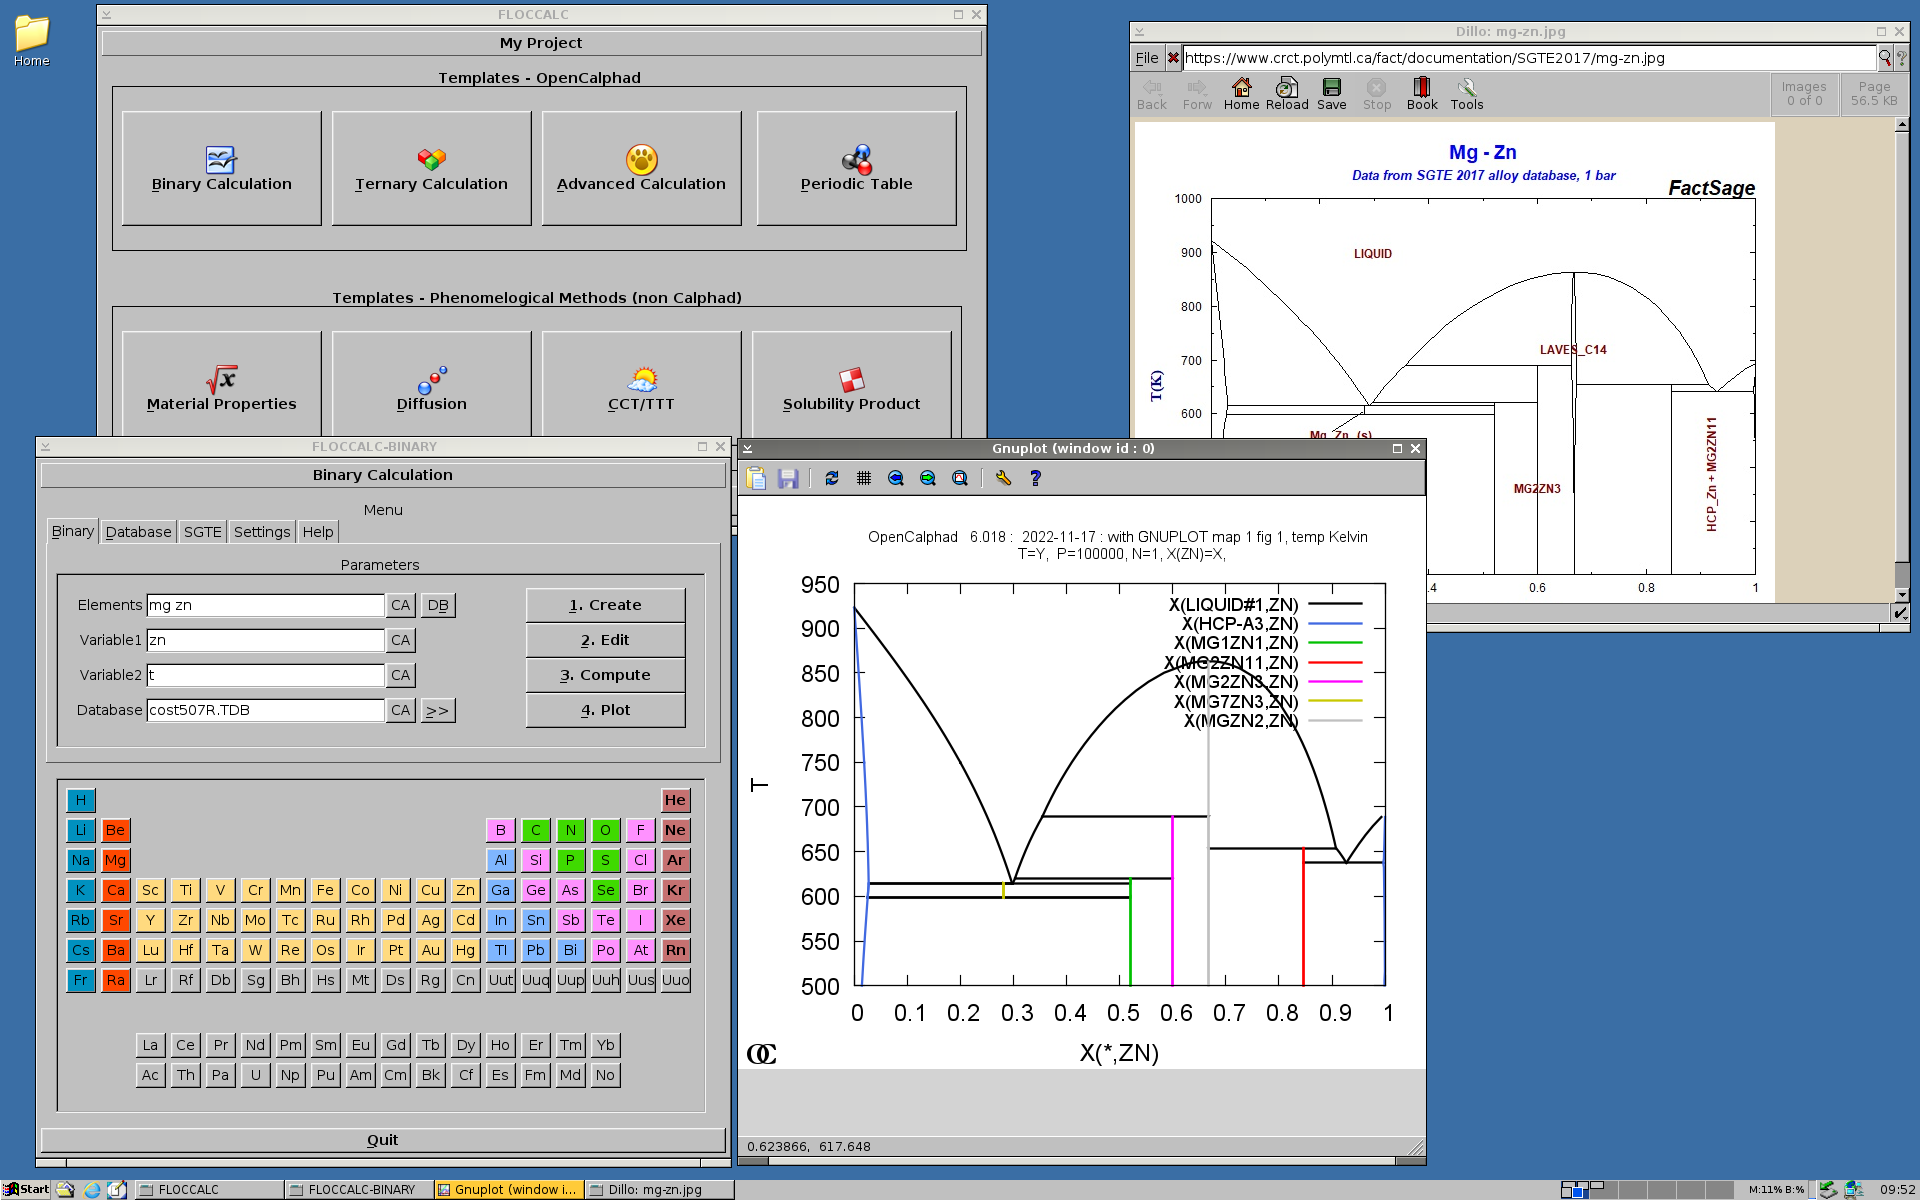 Home
FLOCCALC
My Project
Templates - OpenCalphad
Binary Calculation
Ternary Calculation
Advanced Calculation
Periodic Table
Templates - Phenomelogical Methods (non Calphad)
Material Properties
Diffusion
CCT/TTT
Solubility Product
Dillo: mg-zn.jpg
File
https://www.crct.polymtl.ca/fact/documentation/SGTE2017/mg-zn.jpg
?
Back Forw Home Reload Save Stop Book Tools
Images
0 of 0
Page
56.5 KB
Mg - Zn
Data from SGTE 2017 alloy database, 1 bar
FactSage
1000
900
800
700
600
T(K)
LIQUID
LAVES_C14
MG2ZN3
HCP_Zn + MG2ZN11
.4 0.6 0.8 1
FLOCCALC-BINARY
Binary Calculation
Menu
Binary Database SGTE Settings Help
Parameters
Elements mg zn CA DB
Variable1 zn CA
Variable2 t CA
Database cost507R.TDB CA >>
1. Create
2. Edit
3. Compute
4. Plot
H He
Li Be B C N O F Ne
Na Mg Al Si P S Cl Ar
K Ca Sc Ti V Cr Mn Fe Co Ni Cu Zn Ga Ge As Se Br Kr
Rb Sr Y Zr Nb Mo Tc Ru Rh Pd Ag Cd In Sn Sb Te I Xe
Cs Ba Lu Hf Ta W Re Os Ir Pt Au Hg Tl Pb Bi Po At Rn
Fr Ra Lr Rf Db Sg Bh Hs Mt Ds Rg Cn Uut Uuq Uup Uuh Uus Uuo
La Ce Pr Nd Pm Sm Eu Gd Tb Dy Ho Er Tm Yb
Ac Th Pa U Np Pu Am Cm Bk Cf Es Fm Md No
Quit
Gnuplot (window id : 0)
?
OpenCalphad 6.018 : 2022-11-17 : with GNUPLOT map 1 fig 1, temp Kelvin
T=Y, P=100000, N=1, X(ZN)=X,
950
900
850
800
750
700
650
600
550
500
T
X(LIQUID#1,ZN)
X(HCP-A3,ZN)
X(MG1ZN1,ZN)
X(MG2ZN11,ZN)
X(MG2ZN3,ZN)
X(MG7ZN3,ZN)
X(MGZN2,ZN)
0 0.1 0.2 0.3 0.4 0.5 0.6 0.7 0.8 0.9 1
X(*,ZN)
OC
0.623866, 617.648
Start
FLOCCALC
FLOCCALC-BINARY
Gnuplot (window i...
Dillo: mg-zn.jpg
M:11% B:%
09:52